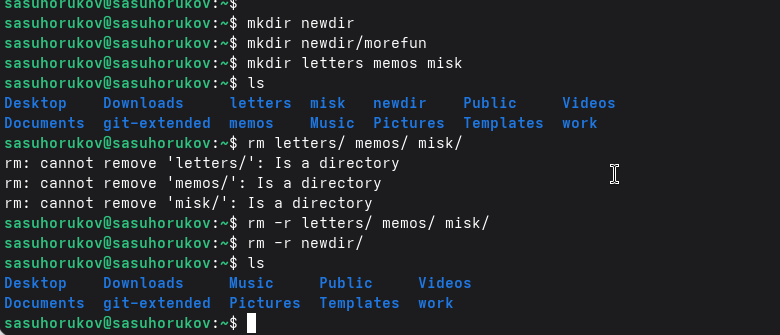 sasuhorukov@sasuhorukov:~$
sasuhorukov@sasuhorukov:~$ mkdir newdir
sasuhorukov@sasuhorukov:~$ mkdir newdir/morefun
sasuhorukov@sasuhorukov:~$ mkdir letters memos misk
sasuhorukov@sasuhorukov:~$ ls
Desktop    Downloads     letters  misk   newdir    Public     Videos
Documents  git-extended  memos    Music  Pictures  Templates  work
sasuhorukov@sasuhorukov:~$ rm letters/ memos/ misk/
rm: cannot remove 'letters/': Is a directory
rm: cannot remove 'memos/': Is a directory
rm: cannot remove 'misk/': Is a directory
sasuhorukov@sasuhorukov:~$ rm -r letters/ memos/ misk/
sasuhorukov@sasuhorukov:~$ rm -r newdir/
sasuhorukov@sasuhorukov:~$ ls
Desktop    Downloads     Music     Public     Videos
Documents  git-extended  Pictures  Templates  work
sasuhorukov@sasuhorukov:~$